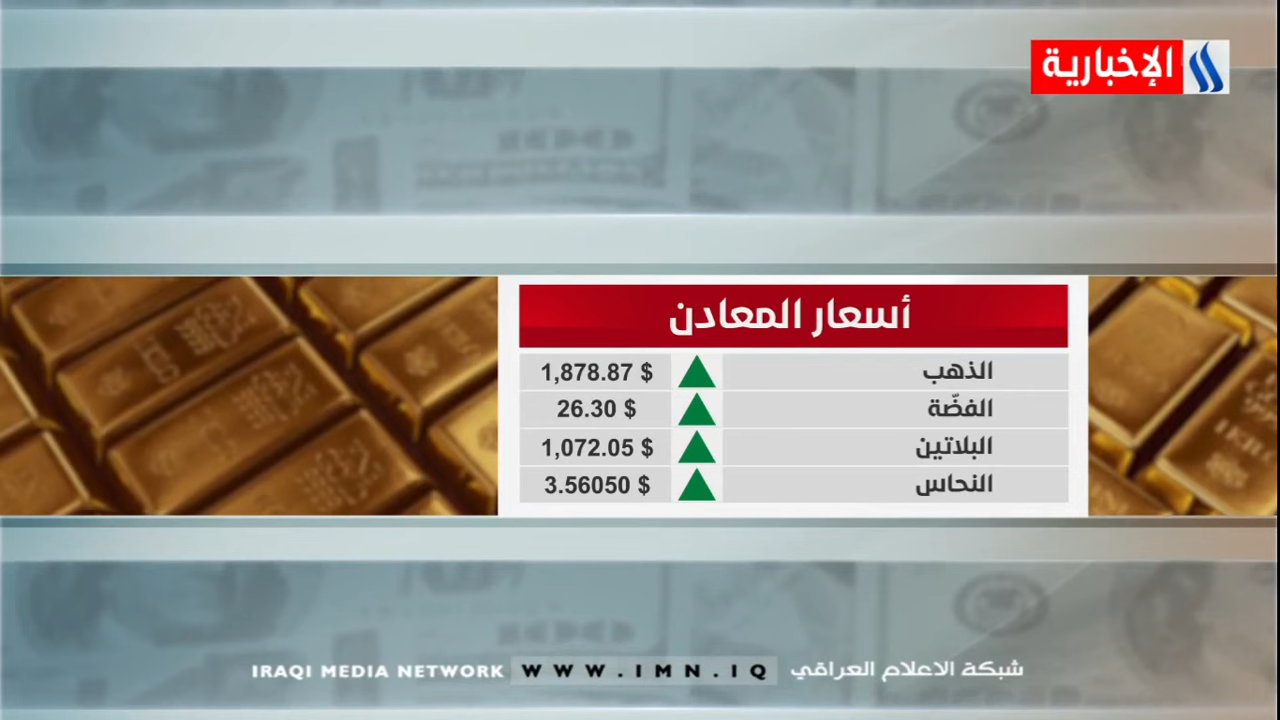 الإخبارية
أسعار المعادن
الذهب 1,878.87 $
الفضّة 26.30 $
البلاتين 1,072.05 $
النحاس 3.56050 $
شبكة الاعلام العراقي WWW.IMN.IQ IRAQI MEDIA NETWORK